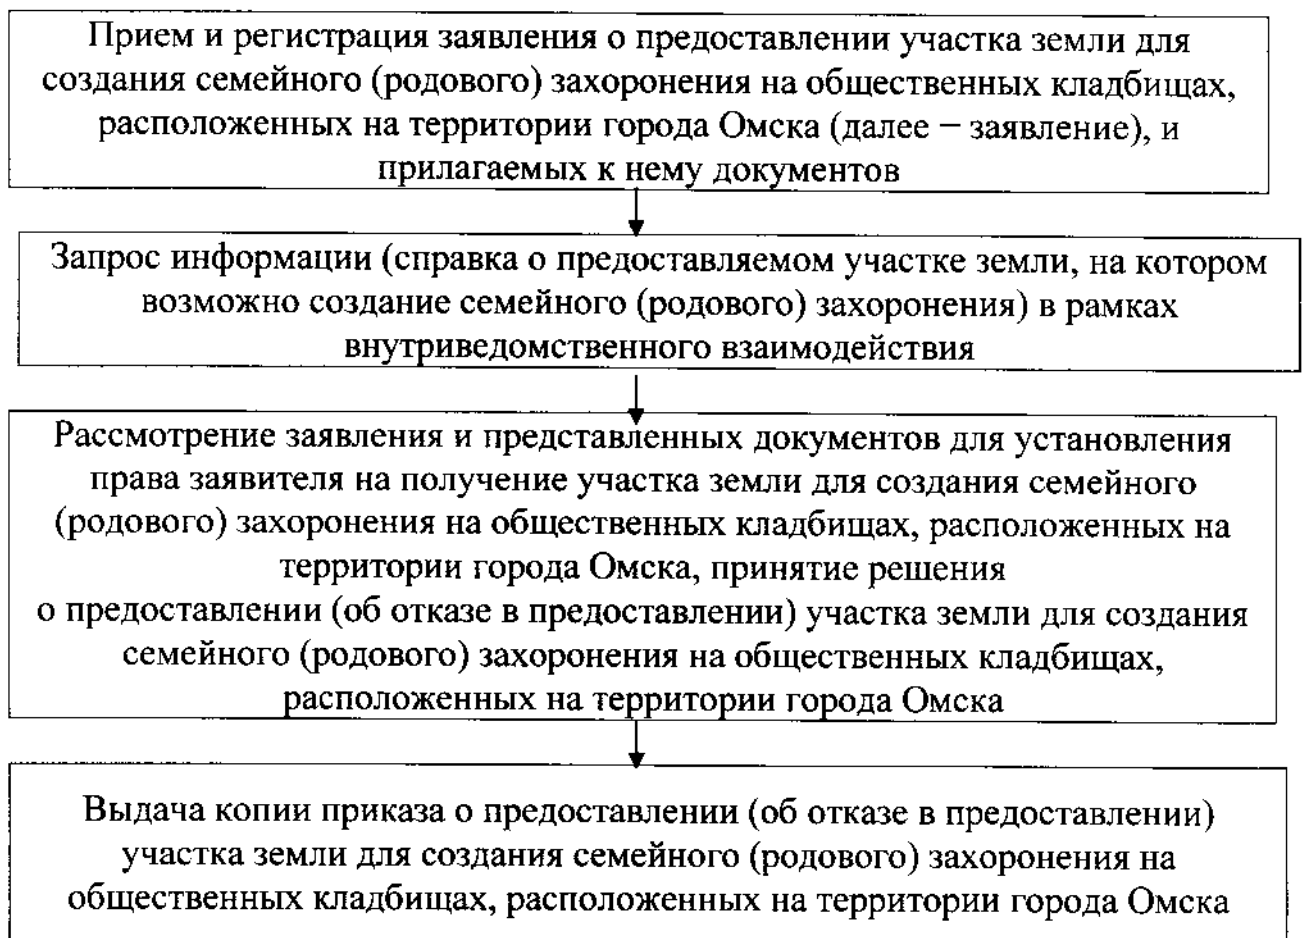 Прием и регистрация заявления о предоставлении участка земли для
создания семейного (родового) захоронения на общественных кладбищах,
расположенных на территории города Омска (далее – заявление), и
прилагаемых к нему документов
Запрос информации (справка о предоставляемом участке земли, на котором
возможно создание семейного (родового) захоронения) в рамках
внутриведомственного взаимодействия
Рассмотрение заявления и представленных документов для установления
права заявителя на получение участка земли для создания семейного
(родового) захоронения на общественных кладбищах, расположенных на
территории города Омска, принятие решения
о предоставлении (об отказе в предоставлении) участка земли для создания
семейного (родового) захоронения на общественных кладбищах,
расположенных на территории города Омска
Выдача копии приказа о предоставлении (об отказе в предоставлении)
участка земли для создания семейного (родового) захоронения на
общественных кладбищах, расположенных на территории города Омска